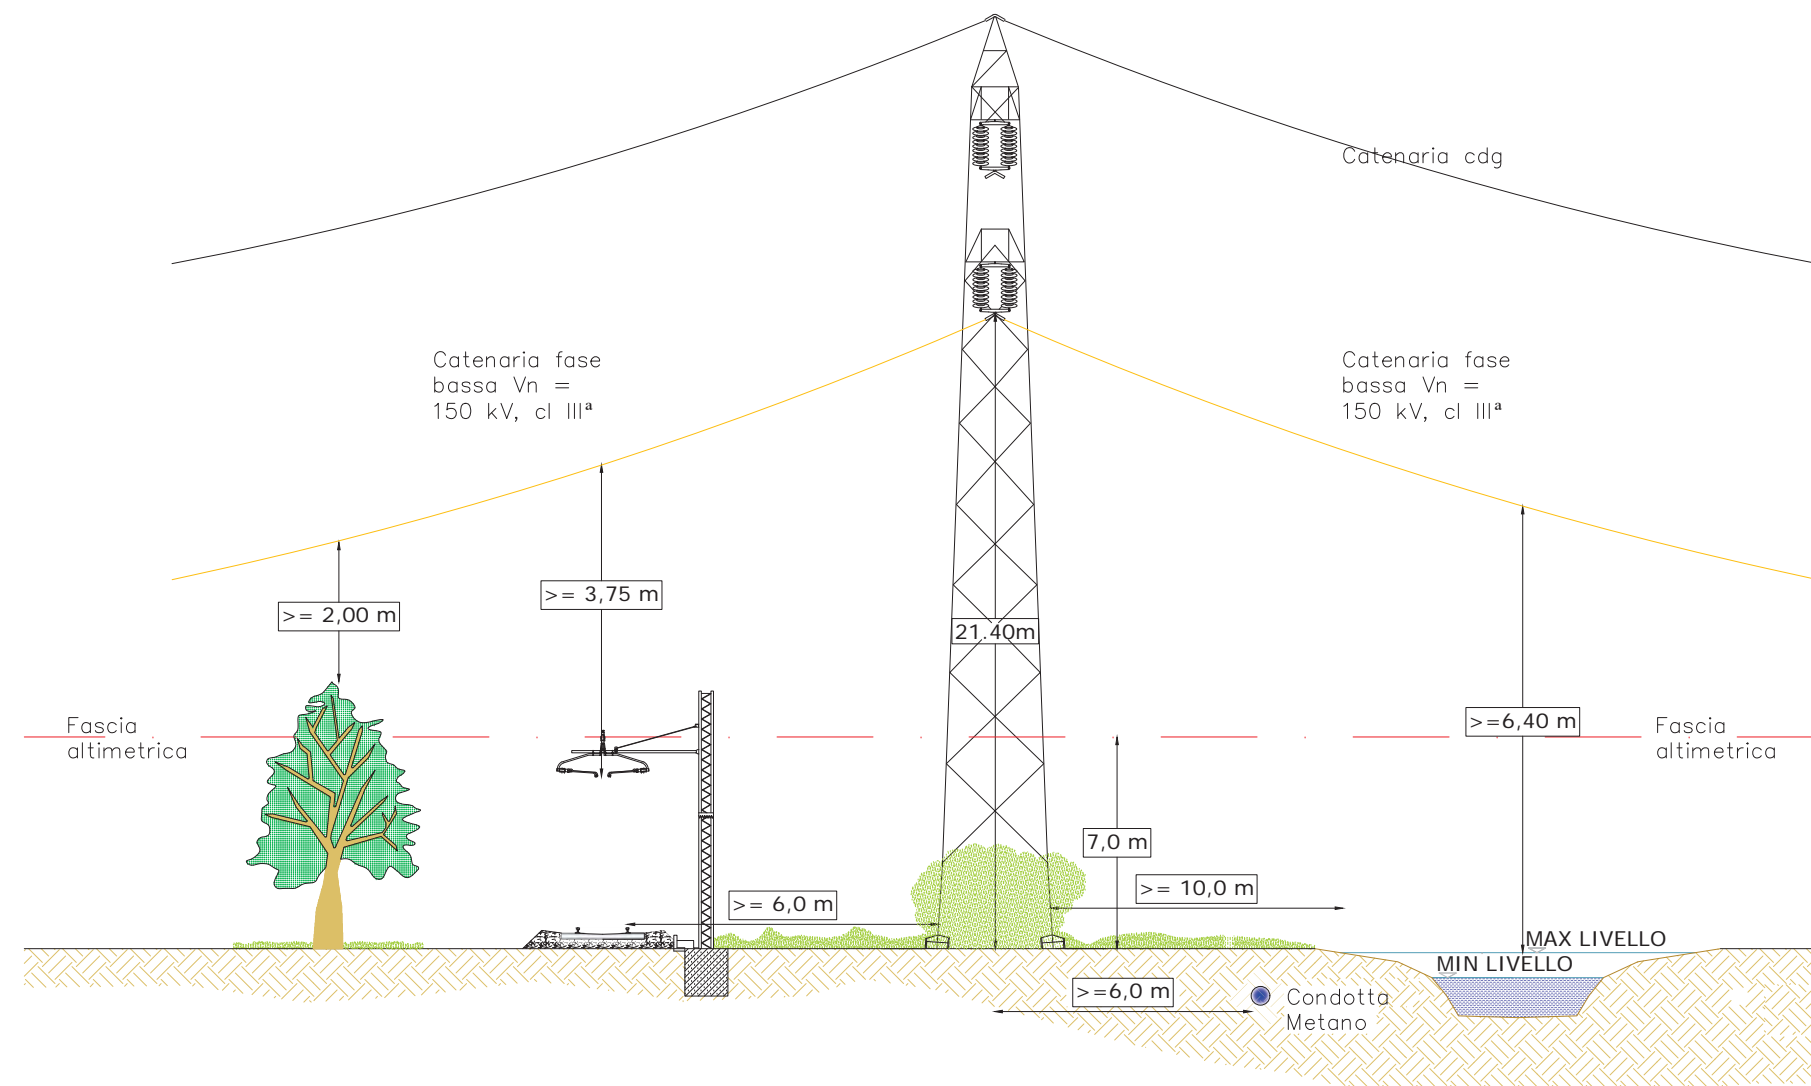 Catenaria cdg
Catenaria fase
bassa Vn =
150 kV, cl IIIª
Catenaria fase
bassa Vn =
150 kV, cl IIIª
>= 2,00 m
>= 3,75 m
21.40m
>=6,40 m
Fascia
altimetrica
Fascia
altimetrica
7,0 m
>= 6,0 m
>= 10,0 m
MAX LIVELLO
MIN LIVELLO
>=6,0 m
Condotta
Metano